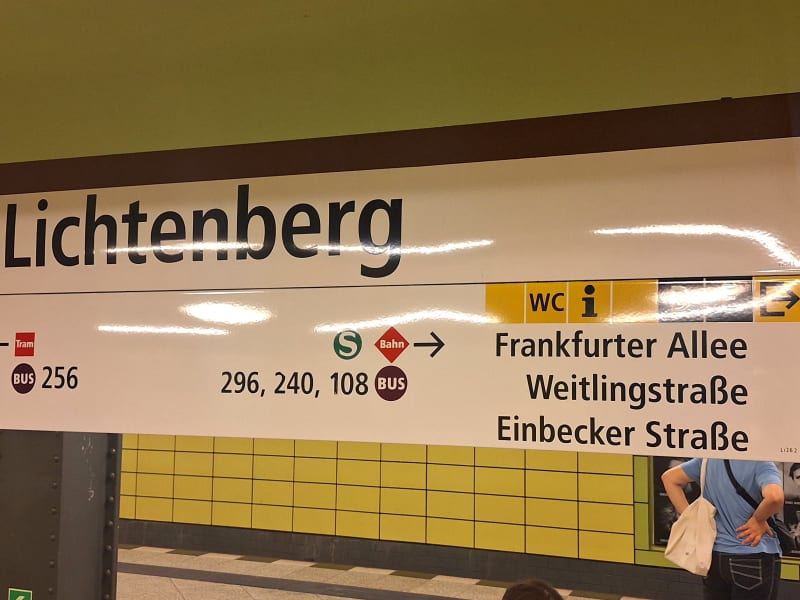 Lichtenberg
WC i
S Bahn → Frankfurter Allee
Tram
BUS 256
296, 240, 108 BUS
Weitlingstraße
Einbecker Straße